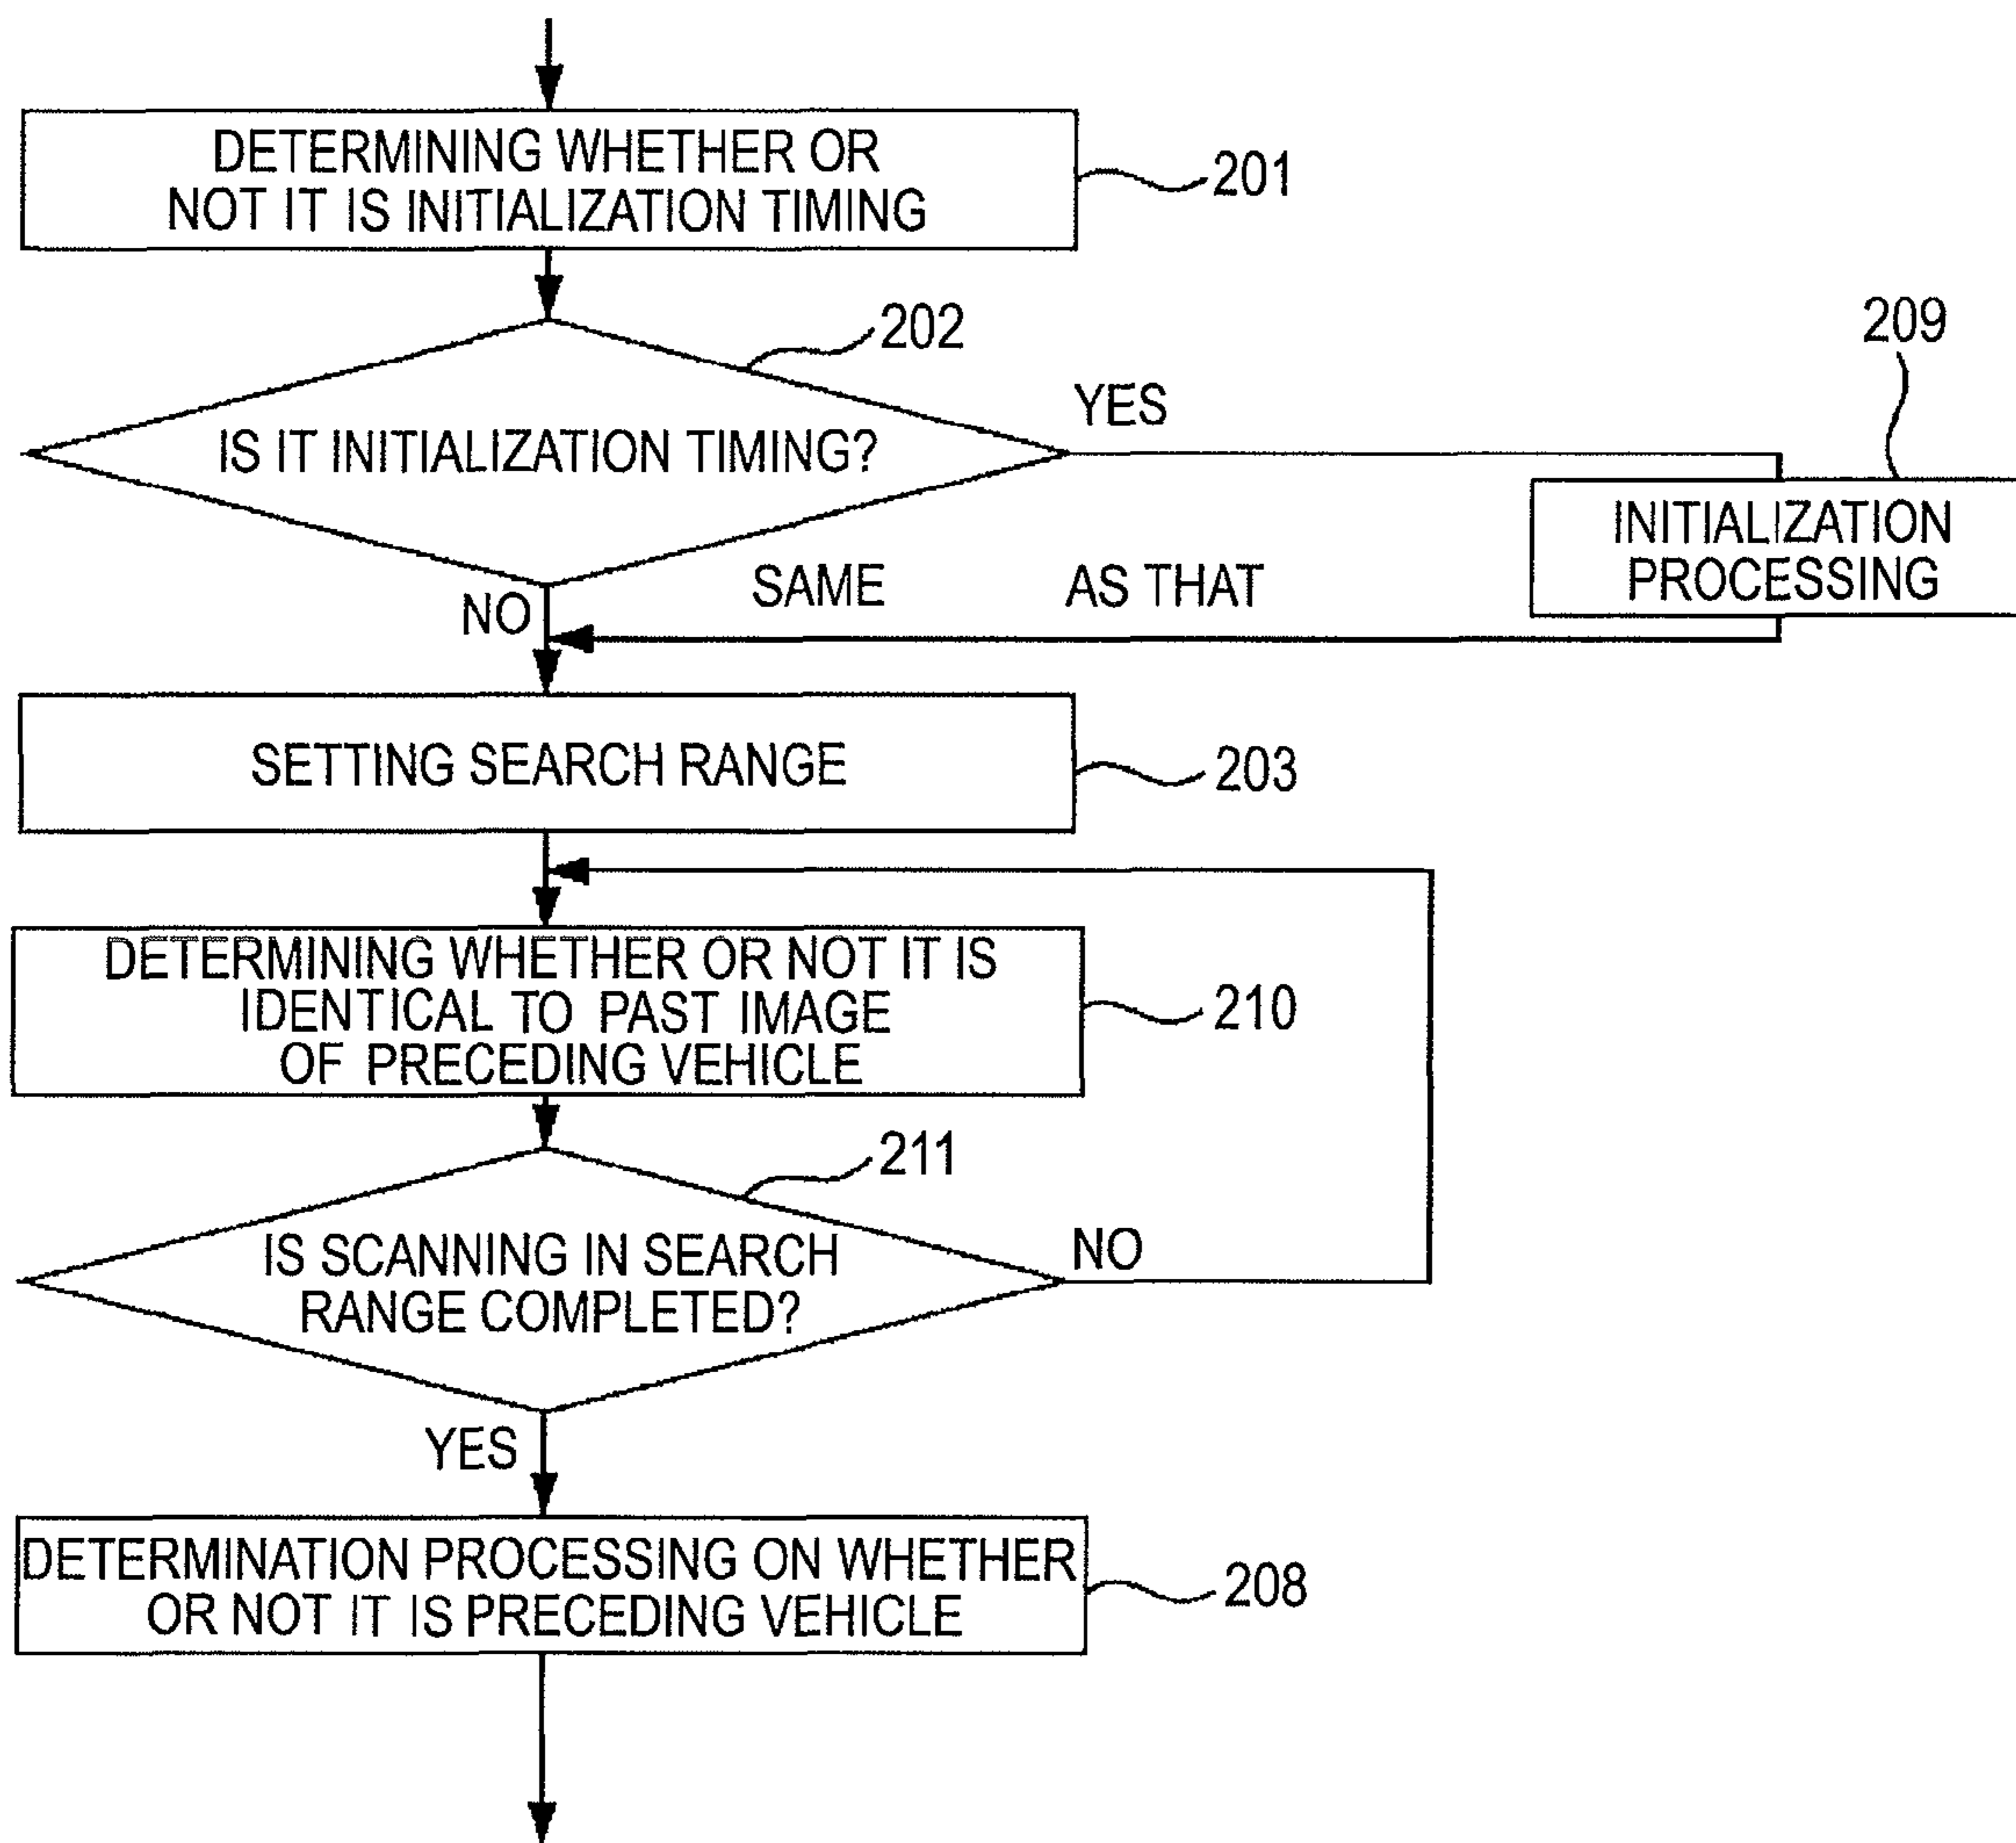 DETERMINING WHETHER OR
NOT IT IS INITIALIZATION TIMING
201
202
IS IT INITIALIZATION TIMING?
YES
209
INITIALIZATION
PROCESSING
SAME AS THAT
NO
SETTING SEARCH RANGE
203
DETERMINING WHETHER OR NOT IT IS
IDENTICAL TO PAST IMAGE
OF PRECEDING VEHICLE
210
211
IS SCANNING IN SEARCH
RANGE COMPLETED?
NO
YES
DETERMINATION PROCESSING ON WHETHER
OR NOT IT IS PRECEDING VEHICLE
208